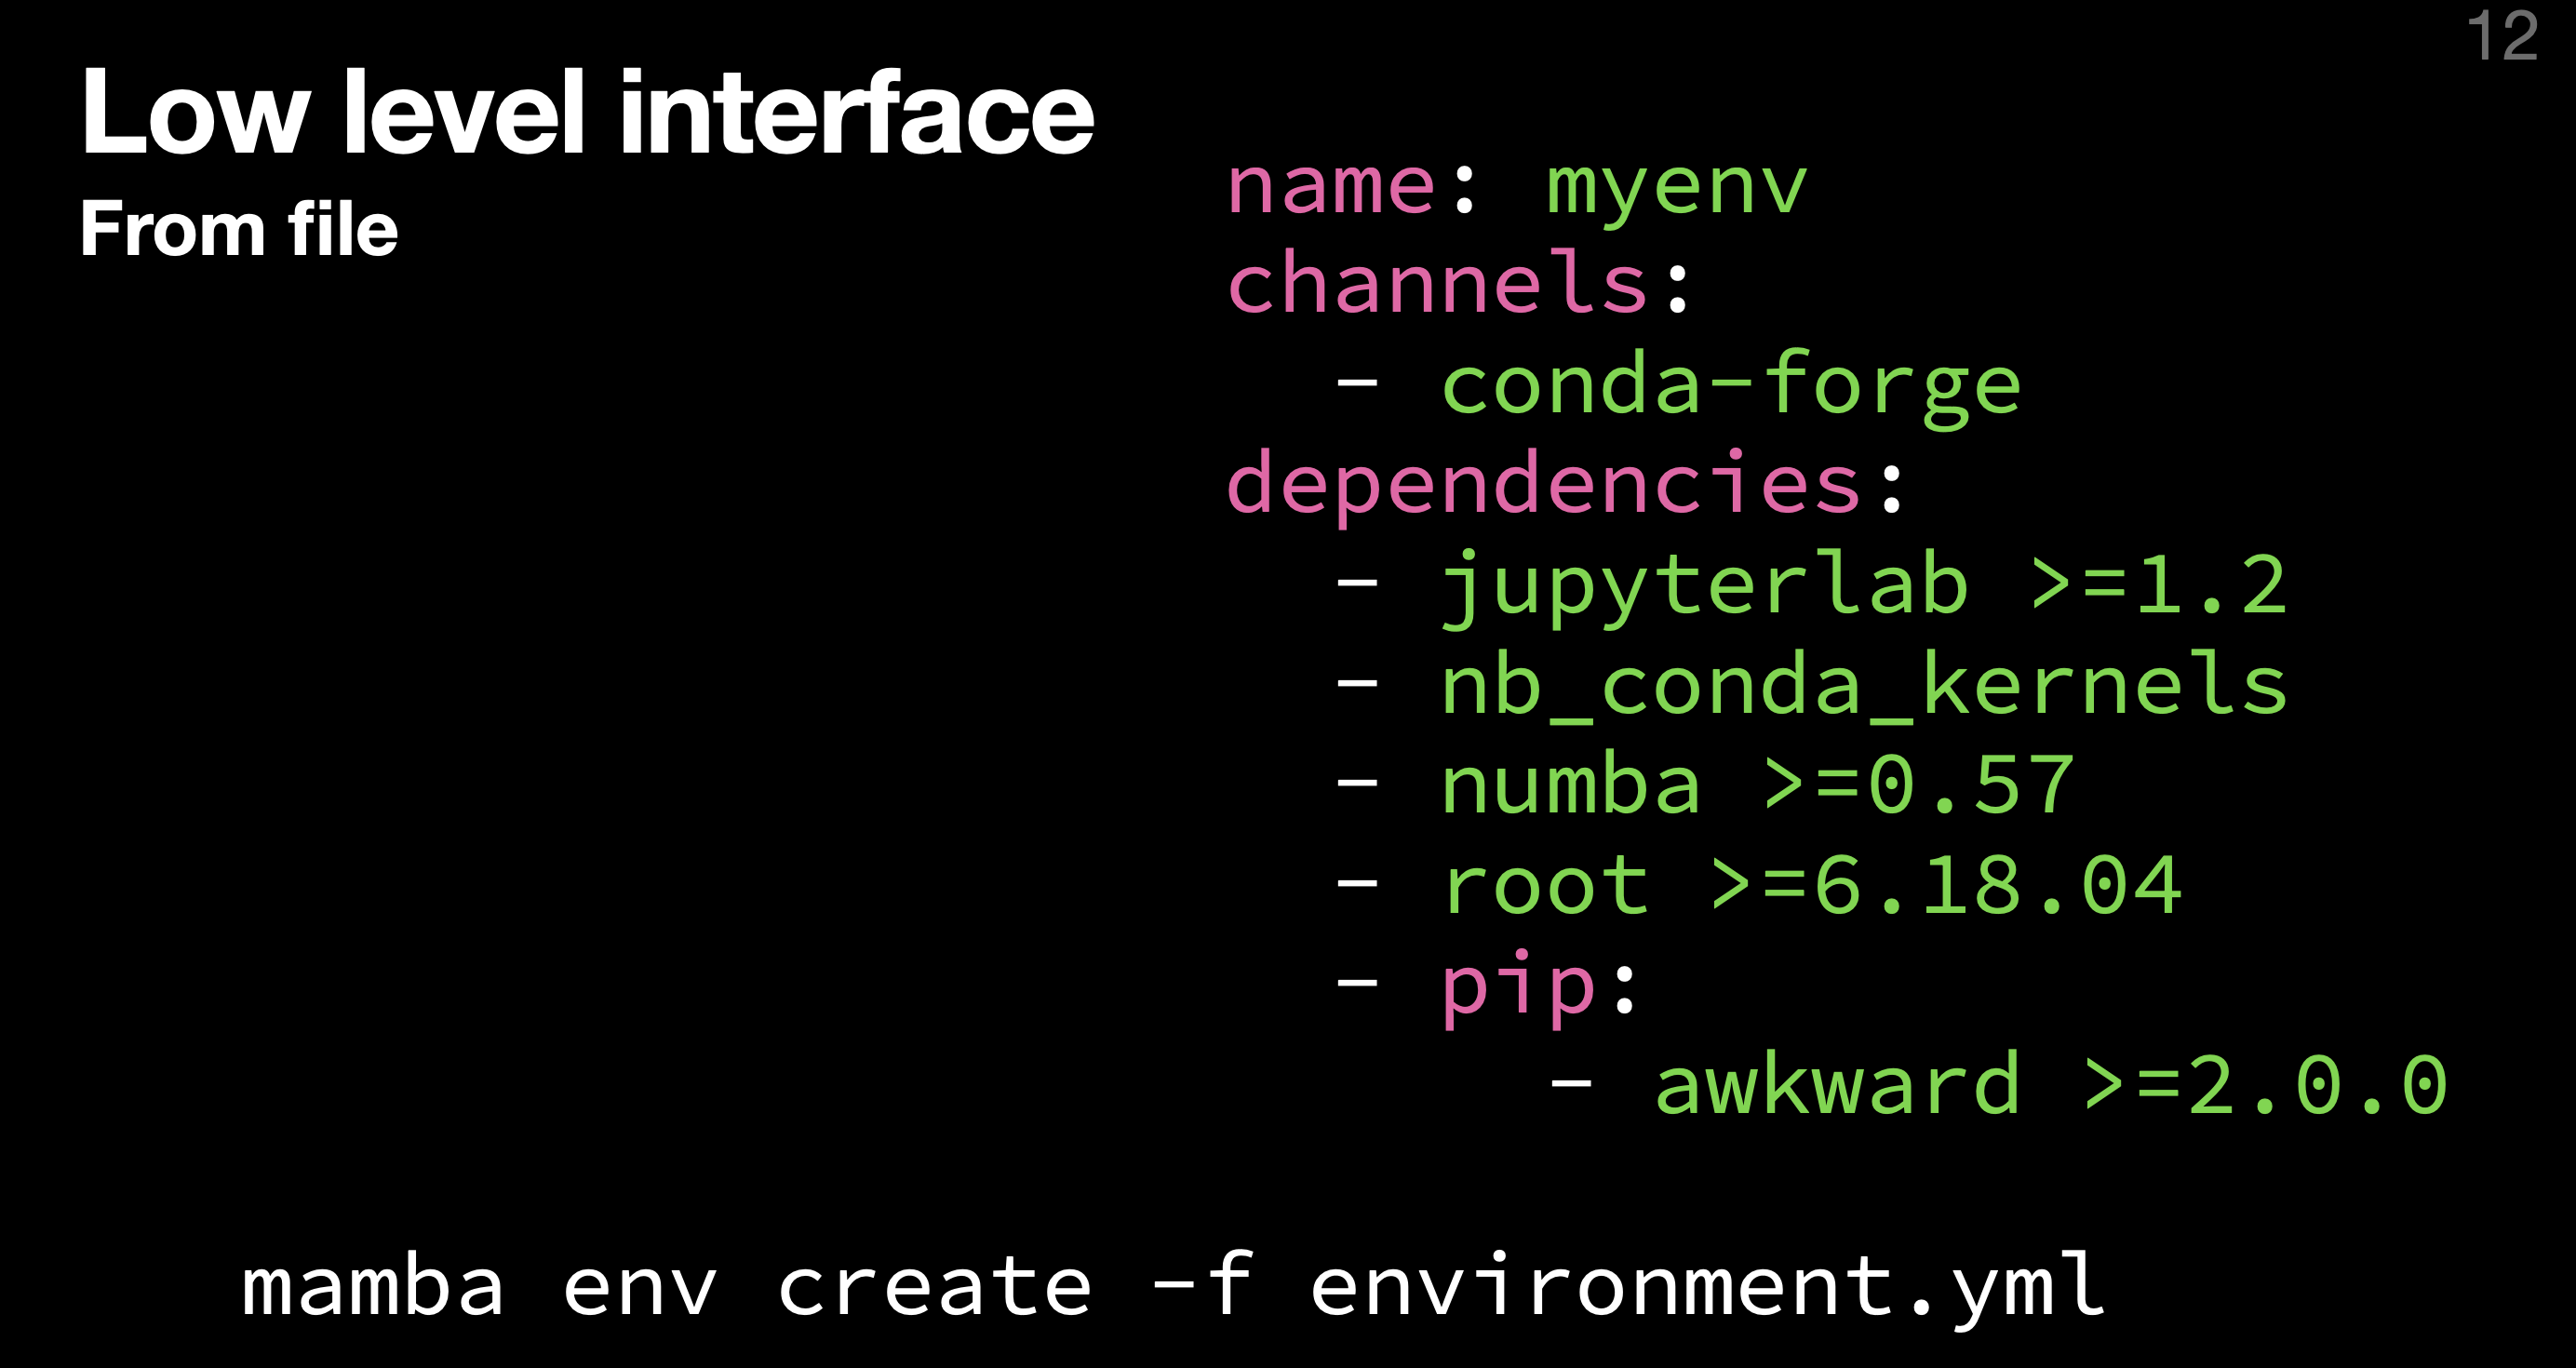 12
Low level interface
From file
name: myenv
channels:
  - conda-forge
dependencies:
  - jupyterlab >=1.2
  - nb_conda_kernels
  - numba >=0.57
  - root >=6.18.04
  - pip:
      - awkward >=2.0.0
mamba env create -f environment.yml